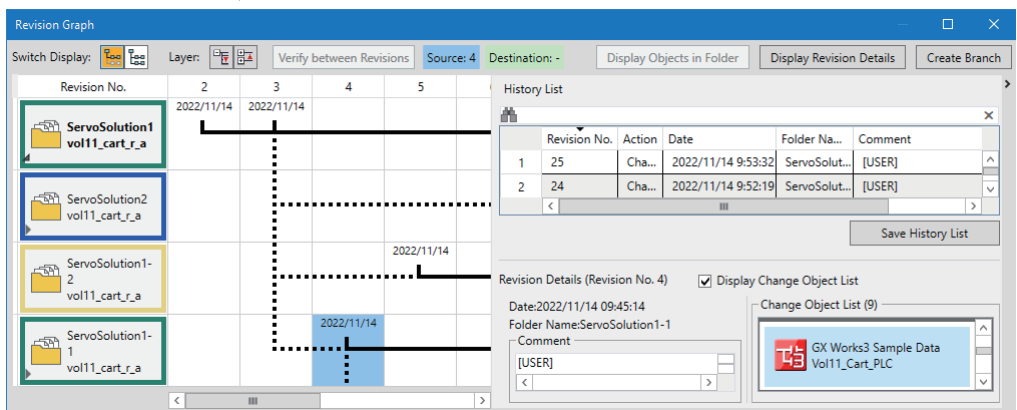 Revision Graph
Switch Display: Layer: Verify between Revisions Source: 4 Destination: - Display Objects in Folder Display Revision Details Create Branch
Revision No. 2 3 4 5
2022/11/14 2022/11/14
ServoSolution1
vol11_cart_r_a
ServoSolution2
vol11_cart_r_a
2022/11/14
ServoSolution1-
2
vol11_cart_r_a
2022/11/14
ServoSolution1-
1
vol11_cart_r_a
History List
Revision No. Action Date Folder Na... Comment
1 25 Cha... 2022/11/14 9:53:32 ServoSolut... [USER]
2 24 Cha... 2022/11/14 9:52:19 ServoSolut... [USER]
Save History List
Revision Details (Revision No. 4) Display Change Object List
Date:2022/11/14 09:45:14
Folder Name:ServoSolution1-1
Comment
[USER]
Change Object List (9)
GX Works3 Sample Data
Vol11_Cart_PLC